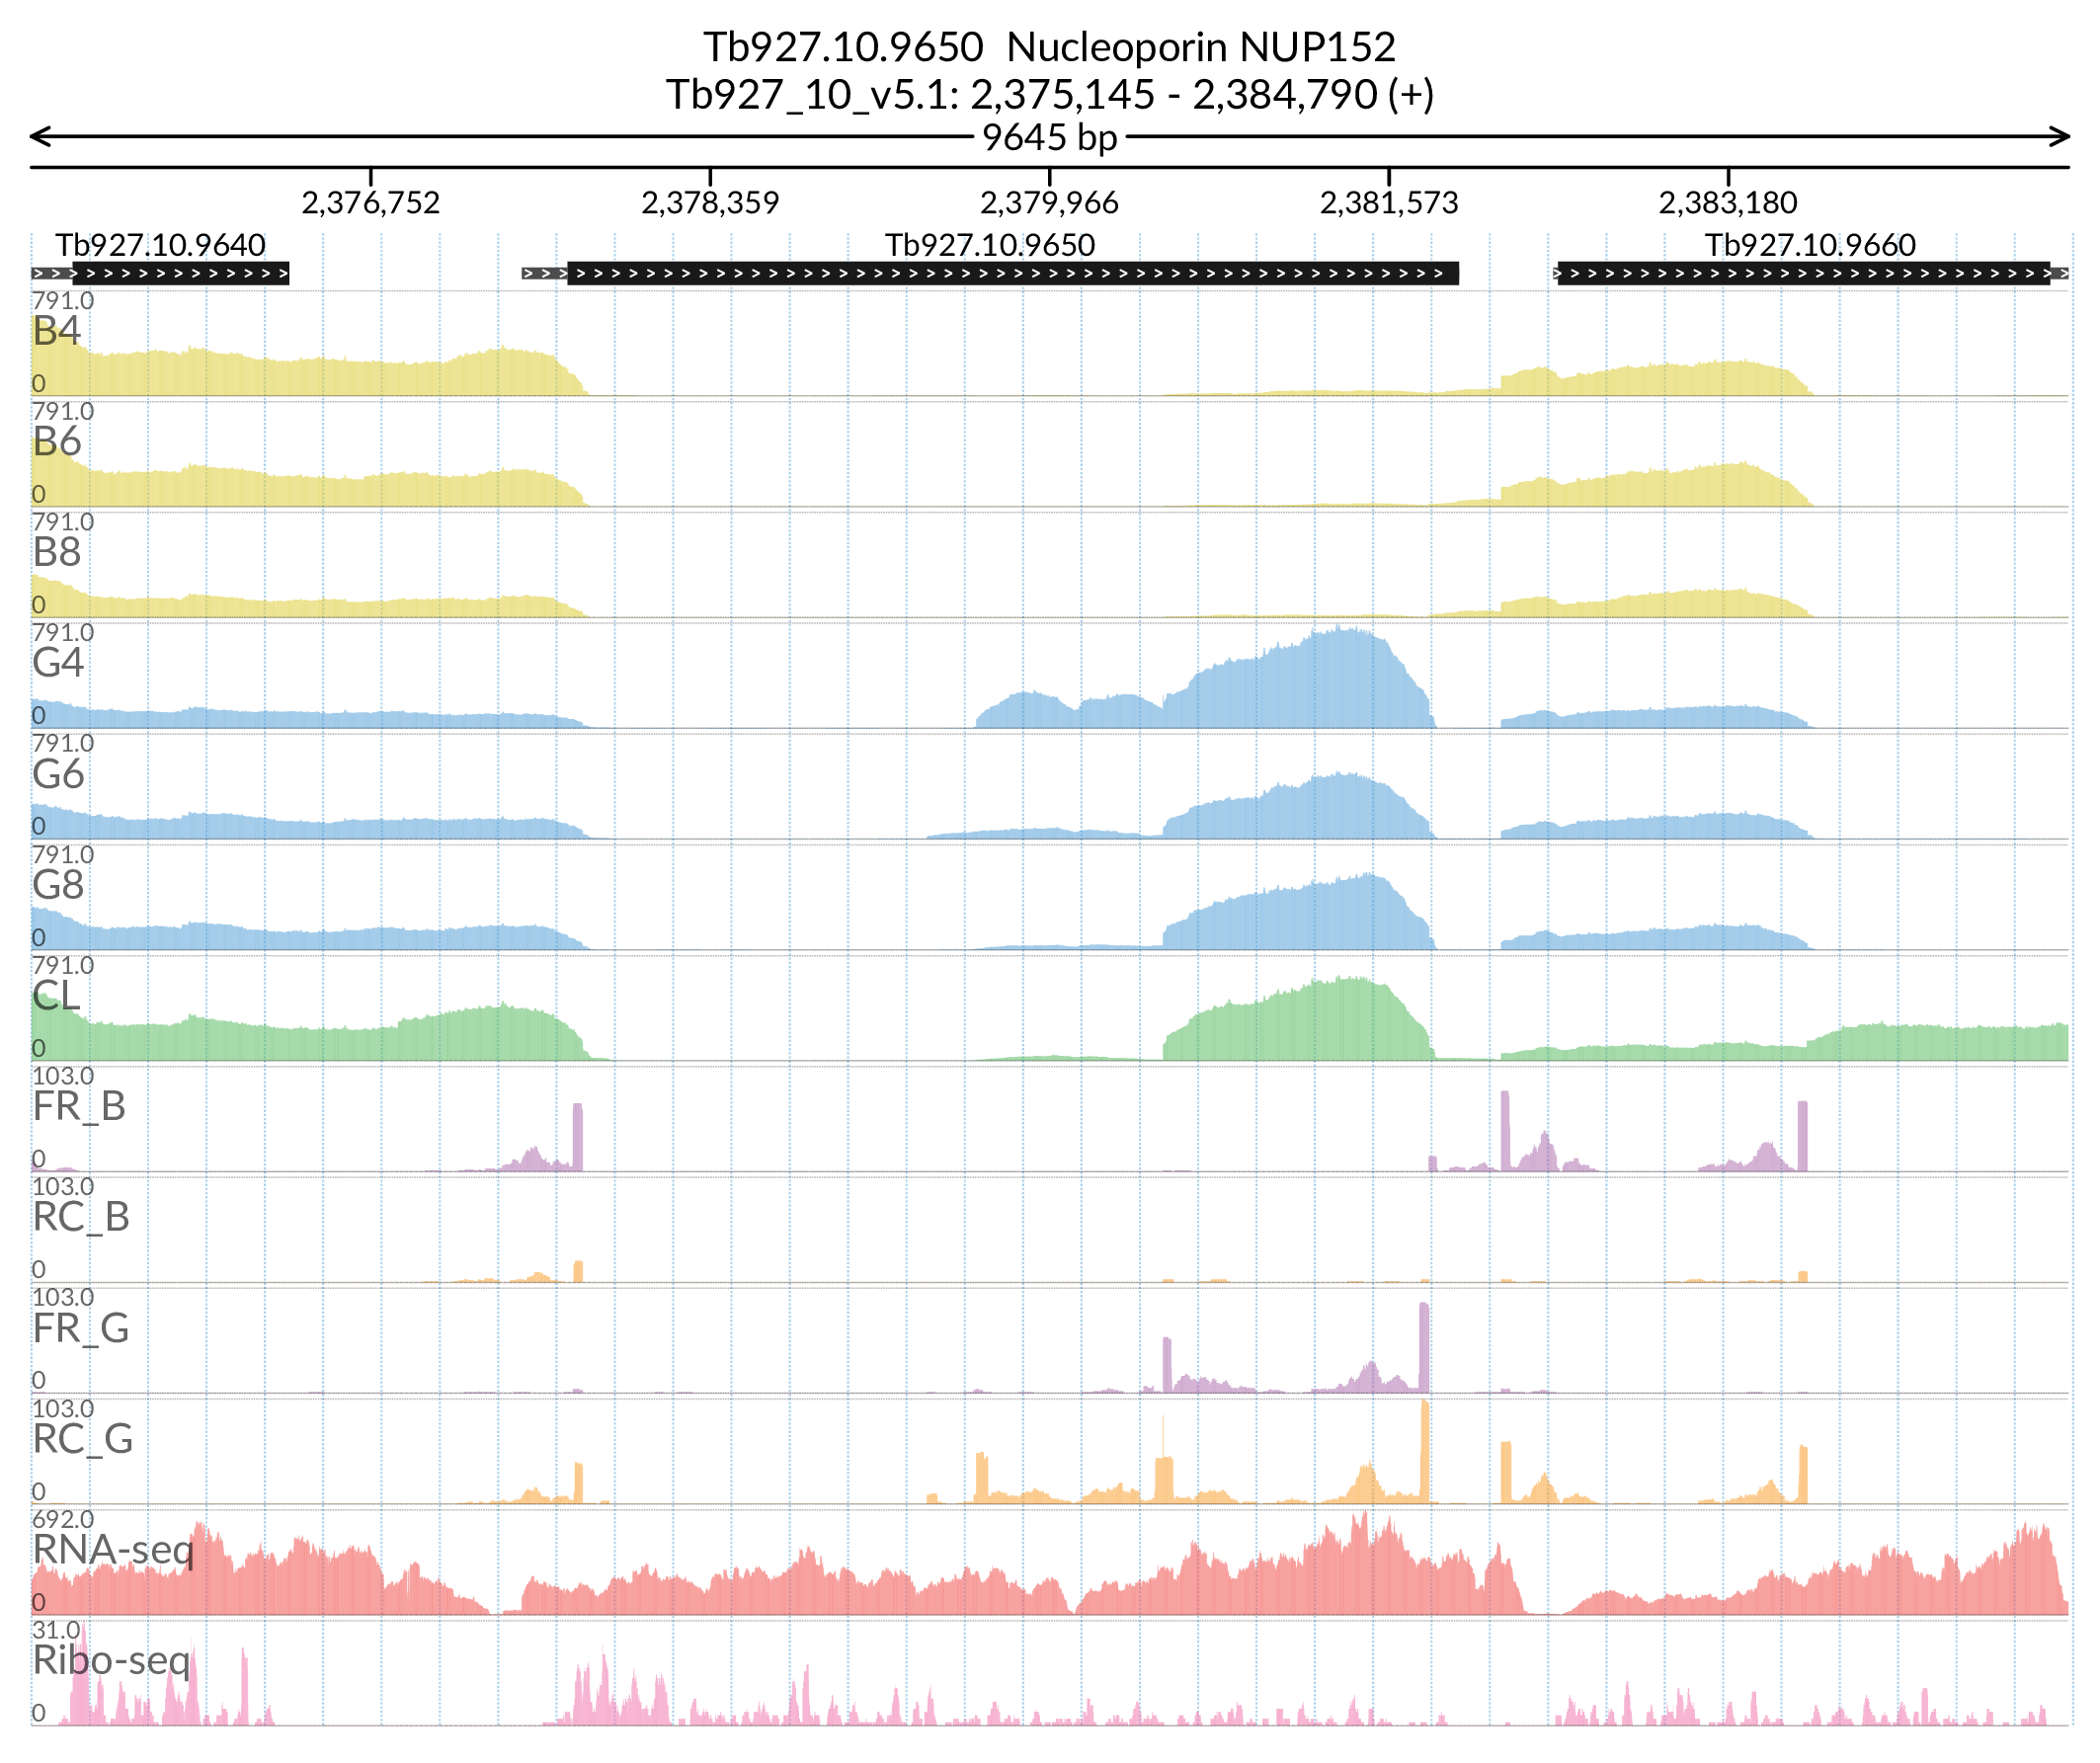 Tb927.10.9650  Nucleoporin NUP152
Tb927_10_v5.1: 2,375,145 - 2,384,790 (+)
9645 bp
2,376,752 2,378,359 2,379,966 2,381,573 2,383,180
Tb927.10.9640 Tb927.10.9650 Tb927.10.9660
791.0
B4
0
791.0
B6
0
791.0
B8
0
791.0
G4
0
791.0
G6
0
791.0
G8
0
791.0
CL
0
103.0
FR_B
0
103.0
RC_B
0
103.0
FR_G
0
103.0
RC_G
0
692.0
RNA-seq
0
31.0
Ribo-seq
0